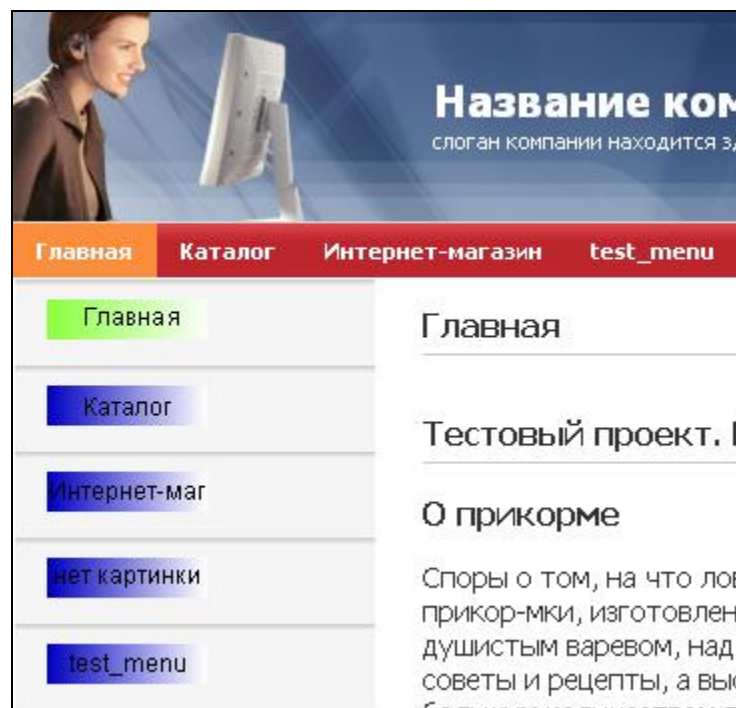 Название ком
слоган компании находится з
Главная Каталог Интернет-магазин test_menu
Главная
Каталог
Интернет-маг
нет картинки
test_menu
Главная
Тестовый проект.
О прикорме
Споры о том, на что лов
прикор-мки, изготовлен
душистым варевом, над
советы и рецепты, а выс